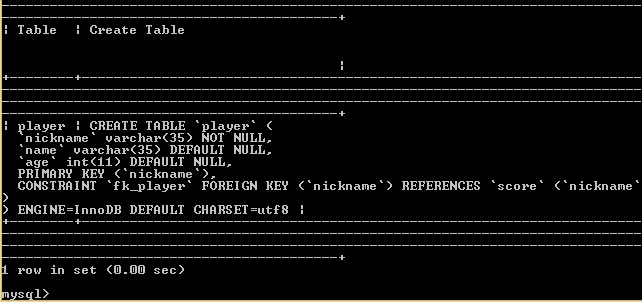 +
| Table | Create Table
|
+--------+--------
+
| player | CREATE TABLE `player` (
`nickname` varchar(35) NOT NULL,
`name` varchar(35) DEFAULT NULL,
`age` int(11) DEFAULT NULL,
PRIMARY KEY (`nickname`),
CONSTRAINT `fk_player` FOREIGN KEY (`nickname`) REFERENCES `score` (`nickname`
)
) ENGINE=InnoDB DEFAULT CHARSET=utf8 |
+--------+--------
+
1 row in set (0.00 sec)
mysql>